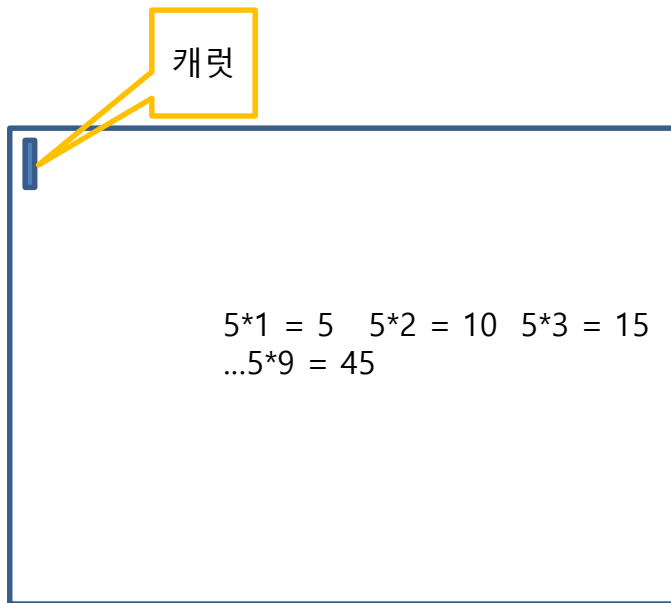 캐럿
5*1 = 5 5*2 = 10 5*3 = 15
...5*9 = 45